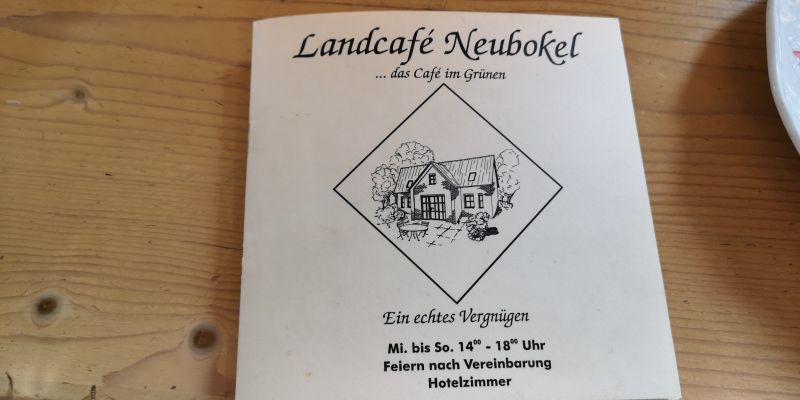 Landcafé Neubokel
... das Café im Grünen
Ein echtes Vergnügen
Mi. bis So. 14⁰⁰ - 18⁰⁰ Uhr
Feiern nach Vereinbarung
Hotelzimmer